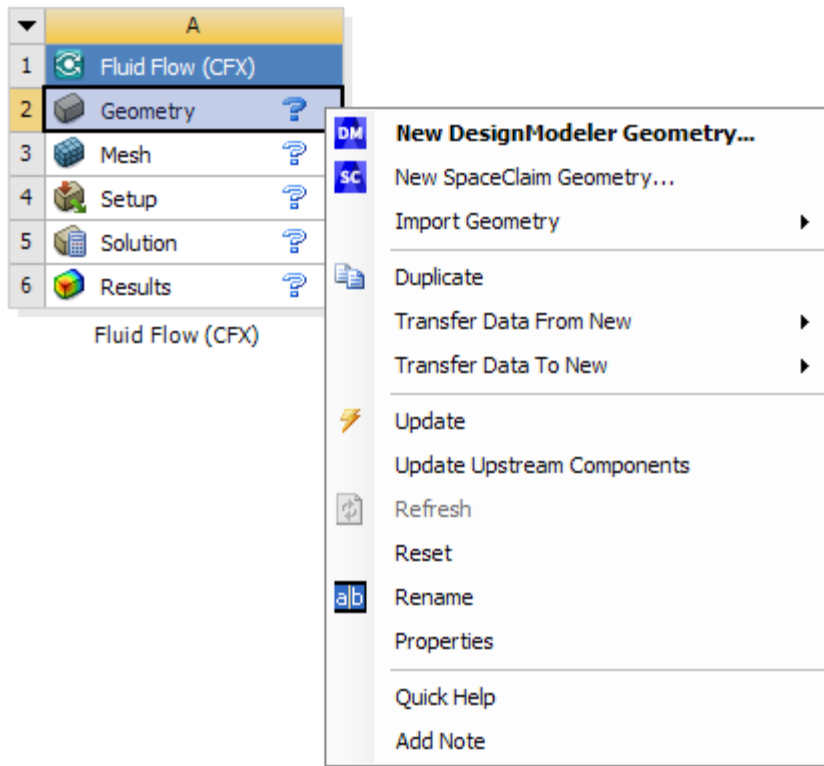 A
1 Fluid Flow (CFX)
2 Geometry ?
3 Mesh ?
4 Setup ?
5 Solution ?
6 Results ?
Fluid Flow (CFX)
DM New DesignModeler Geometry...
SC New SpaceClaim Geometry...
Import Geometry
Duplicate
Transfer Data From New
Transfer Data To New
Update
Update Upstream Components
Refresh
Reset
a|b Rename
Properties
Quick Help
Add Note